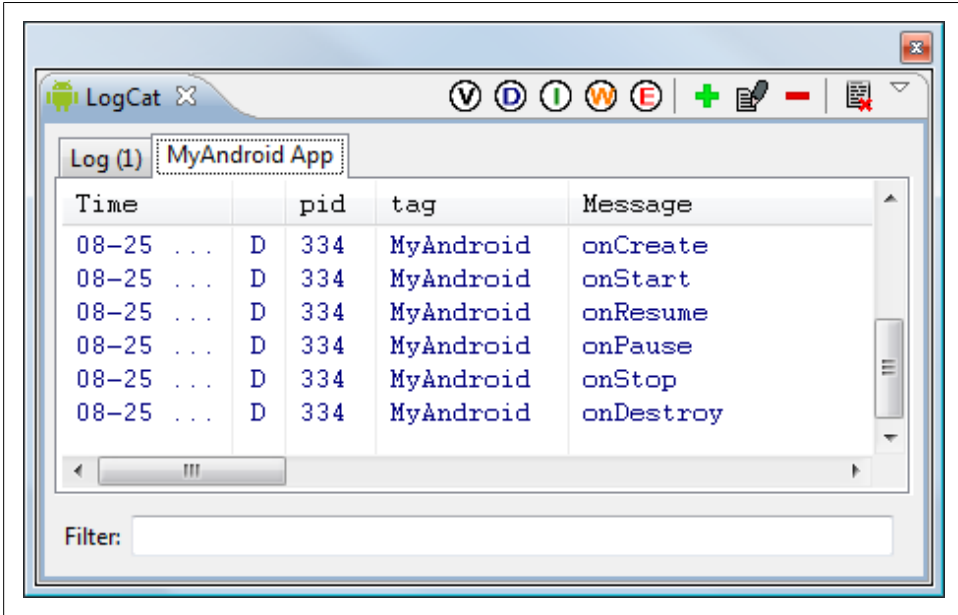 LogCat
V D I W E
Log (1) MyAndroid App
Time pid tag Message
08-25 ... D 334 MyAndroid onCreate
08-25 ... D 334 MyAndroid onStart
08-25 ... D 334 MyAndroid onResume
08-25 ... D 334 MyAndroid onPause
08-25 ... D 334 MyAndroid onStop
08-25 ... D 334 MyAndroid onDestroy
Filter: